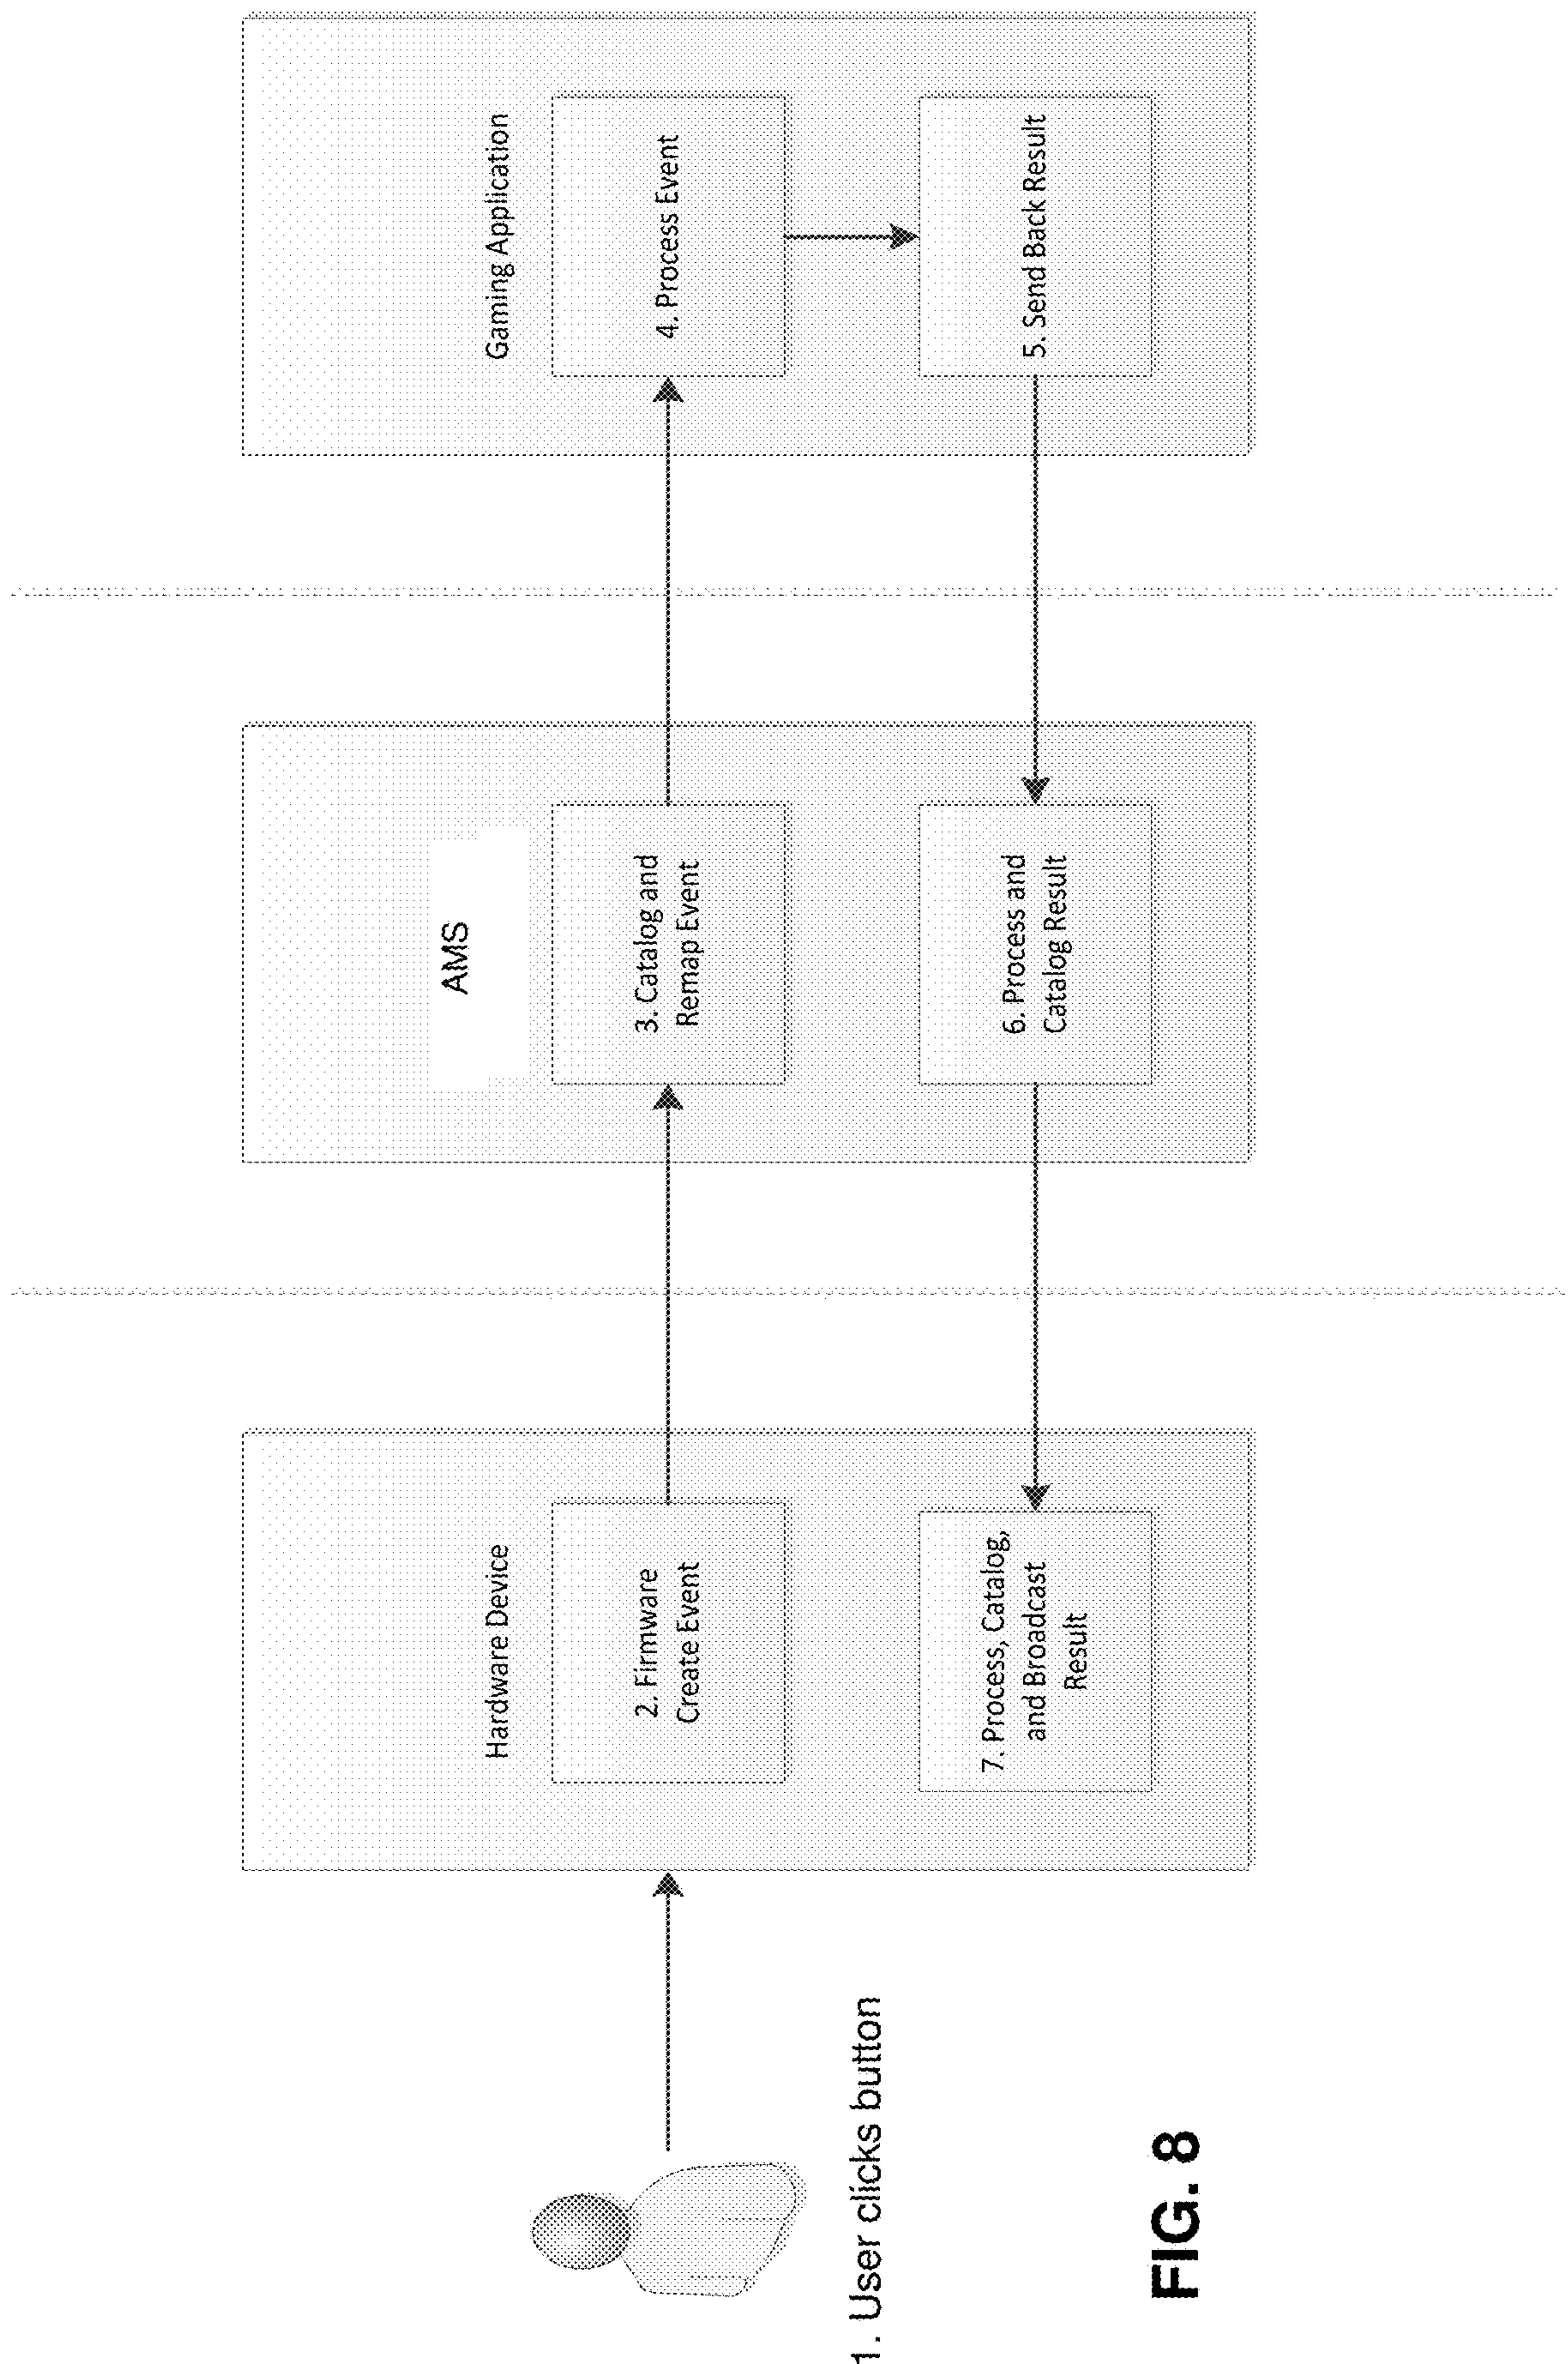 1. User clicks button
Hardware Device
2. Firmware
Create Event
AMS
3. Catalog and
Remap Event
Gaming Application
4. Process Event
5. Send Back Result
6. Process and
Catalog Result
7. Process, Catalog,
and Broadcast
Result
FIG. 8